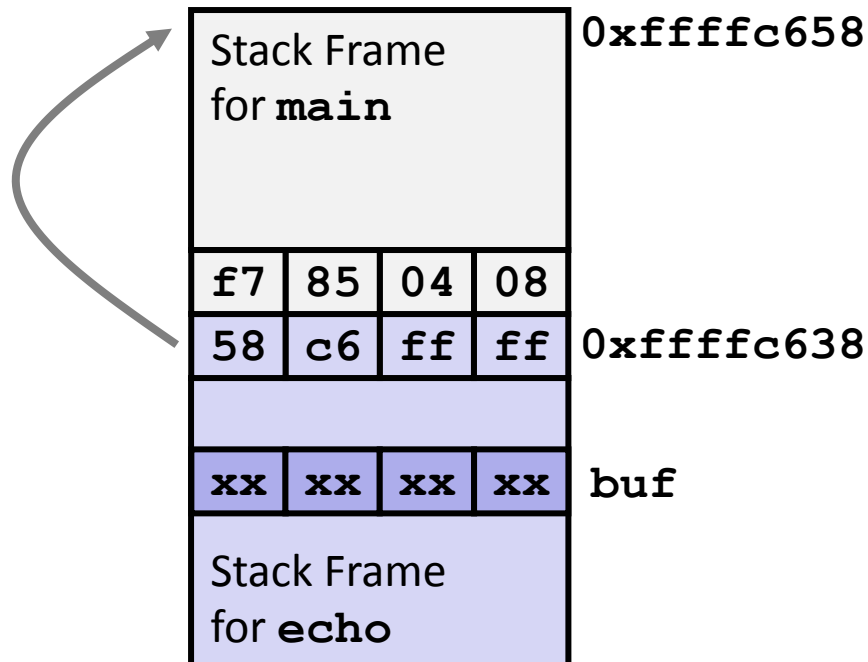 Stack Frame 0xffffc658
for main
f7 85 04 08
58 c6 ff ff 0xffffc638
xx xx xx xx buf
Stack Frame
for echo